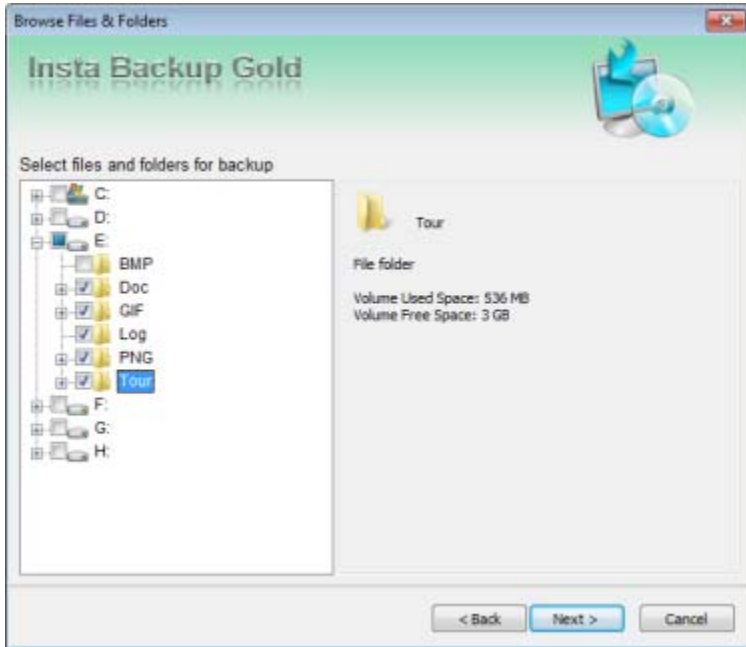 Browse Files & Folders
Insta Backup Gold
Select files and folders for backup
C:
D:
E:
BMP
Doc
GIF
Log
PNG
Tour
F:
G:
H:
Tour
File folder
Volume Used Space: 536 MB
Volume Free Space: 3 GB
< Back
Next >
Cancel